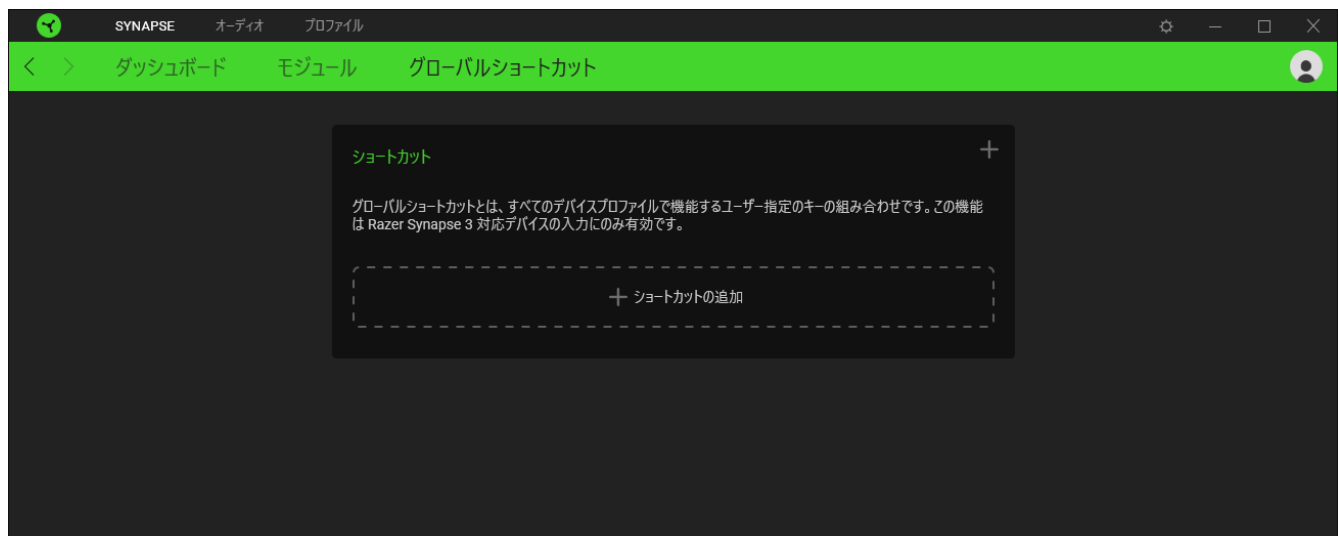 SYNAPSE オーディオ プロファイル
ダッシュボード モジュール グローバルショートカット
ショートカット
グローバルショートカットとは、すべてのデバイスプロファイルで機能するユーザー指定のキーの組み合わせです。この機能
は Razer Synapse 3 対応デバイスの入力にのみ有効です。
ショートカットの追加